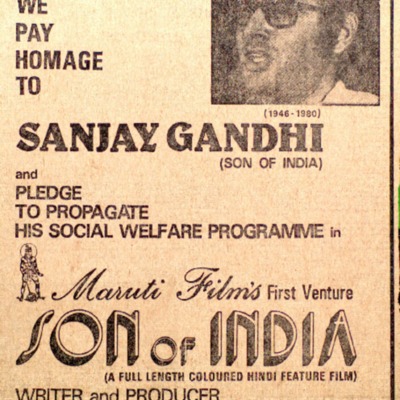 WE
PAY
HOMAGE
TO
(1946-1980)
SANJAY GANDHI
(SON OF INDIA)
and
PLEDGE
TO PROPAGATE
HIS SOCIAL WELFARE PROGRAMME in
Maruti Film's First Venture
SON OF INDIA
(A FULL LENGTH COLOURED HINDI FEATURE FILM)
WRITER and PRODUCER